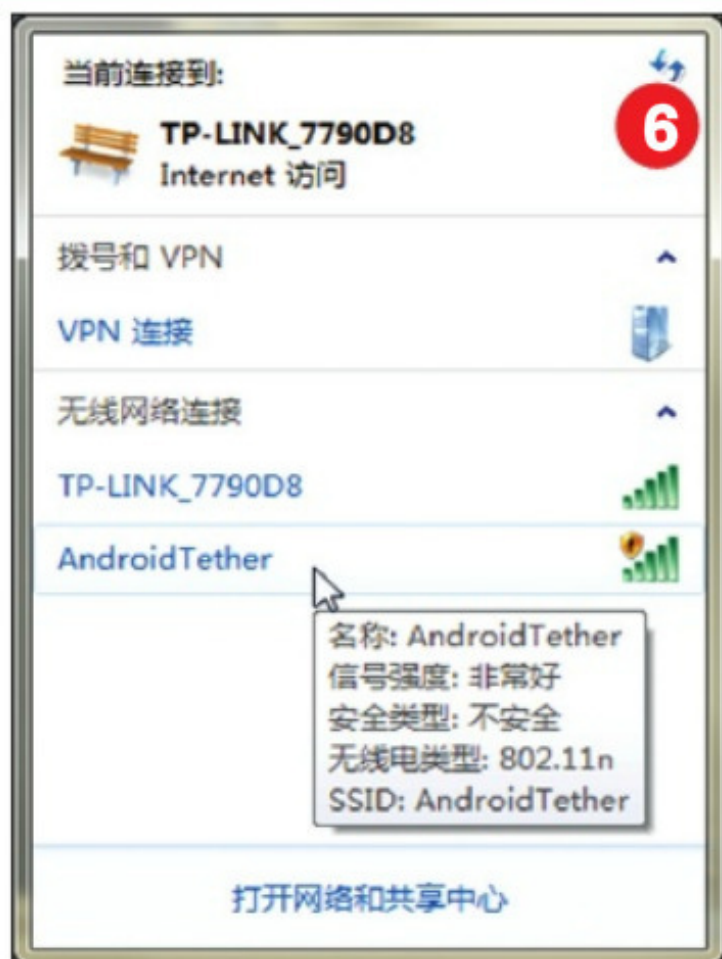 当前连接到:
6
TP-LINK_7790D8
Internet 访问
拨号和 VPN
VPN 连接
无线网络连接
TP-LINK_7790D8
AndroidTether
名称: AndroidTether
信号强度: 非常好
安全类型: 不安全
无线电类型: 802.11n
SSID: AndroidTether
打开网络和共享中心